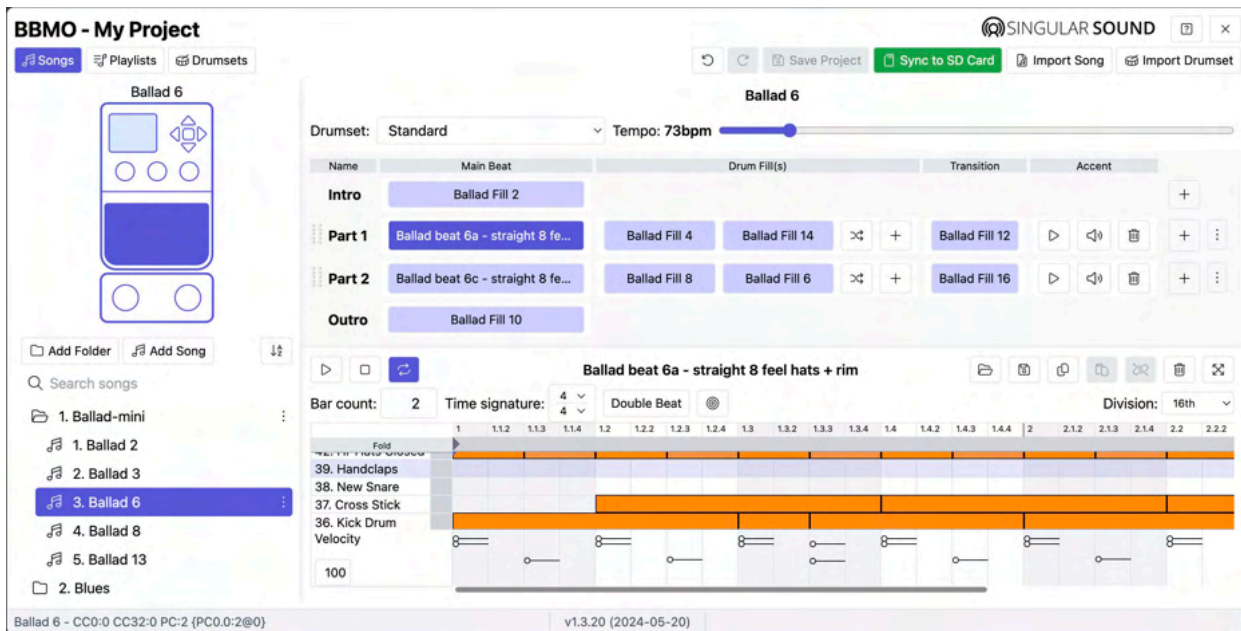 BBMO - My Project
SINGULAR SOUND
Songs Playlists Drumsets
Save Project Sync to SD Card Import Song Import Drumset
Ballad 6
Ballad 6
Drumset: Standard Tempo: 73bpm
Name Main Beat Drum Fill(s) Transition Accent
Intro Ballad Fill 2
Part 1 Ballad beat 6a - straight 8 fe... Ballad Fill 4 Ballad Fill 14 Ballad Fill 12
Part 2 Ballad beat 6c - straight 8 fe... Ballad Fill 8 Ballad Fill 6 Ballad Fill 16
Outro Ballad Fill 10
Add Folder Add Song
Search songs
1. Ballad-mini
1. Ballad 2
2. Ballad 3
3. Ballad 6
4. Ballad 8
5. Ballad 13
2. Blues
Ballad beat 6a - straight 8 feel hats + rim
Bar count: 2 Time signature: 4 4 Double Beat Division: 16th
1 1.1.2 1.1.3 1.1.4 1.2 1.2.2 1.2.3 1.2.4 1.3 1.3.2 1.3.3 1.3.4 1.4 1.4.2 1.4.3 1.4.4 2 2.1.2 2.1.3 2.1.4 2.2 2.2.2
Fold
42. Hi-Hats Closed
39. Handclaps
38. New Snare
37. Cross Stick
36. Kick Drum
Velocity
100
Ballad 6 - CC0:0 CC32:0 PC:2 {PC0.0:2@0} v1.3.20 (2024-05-20)